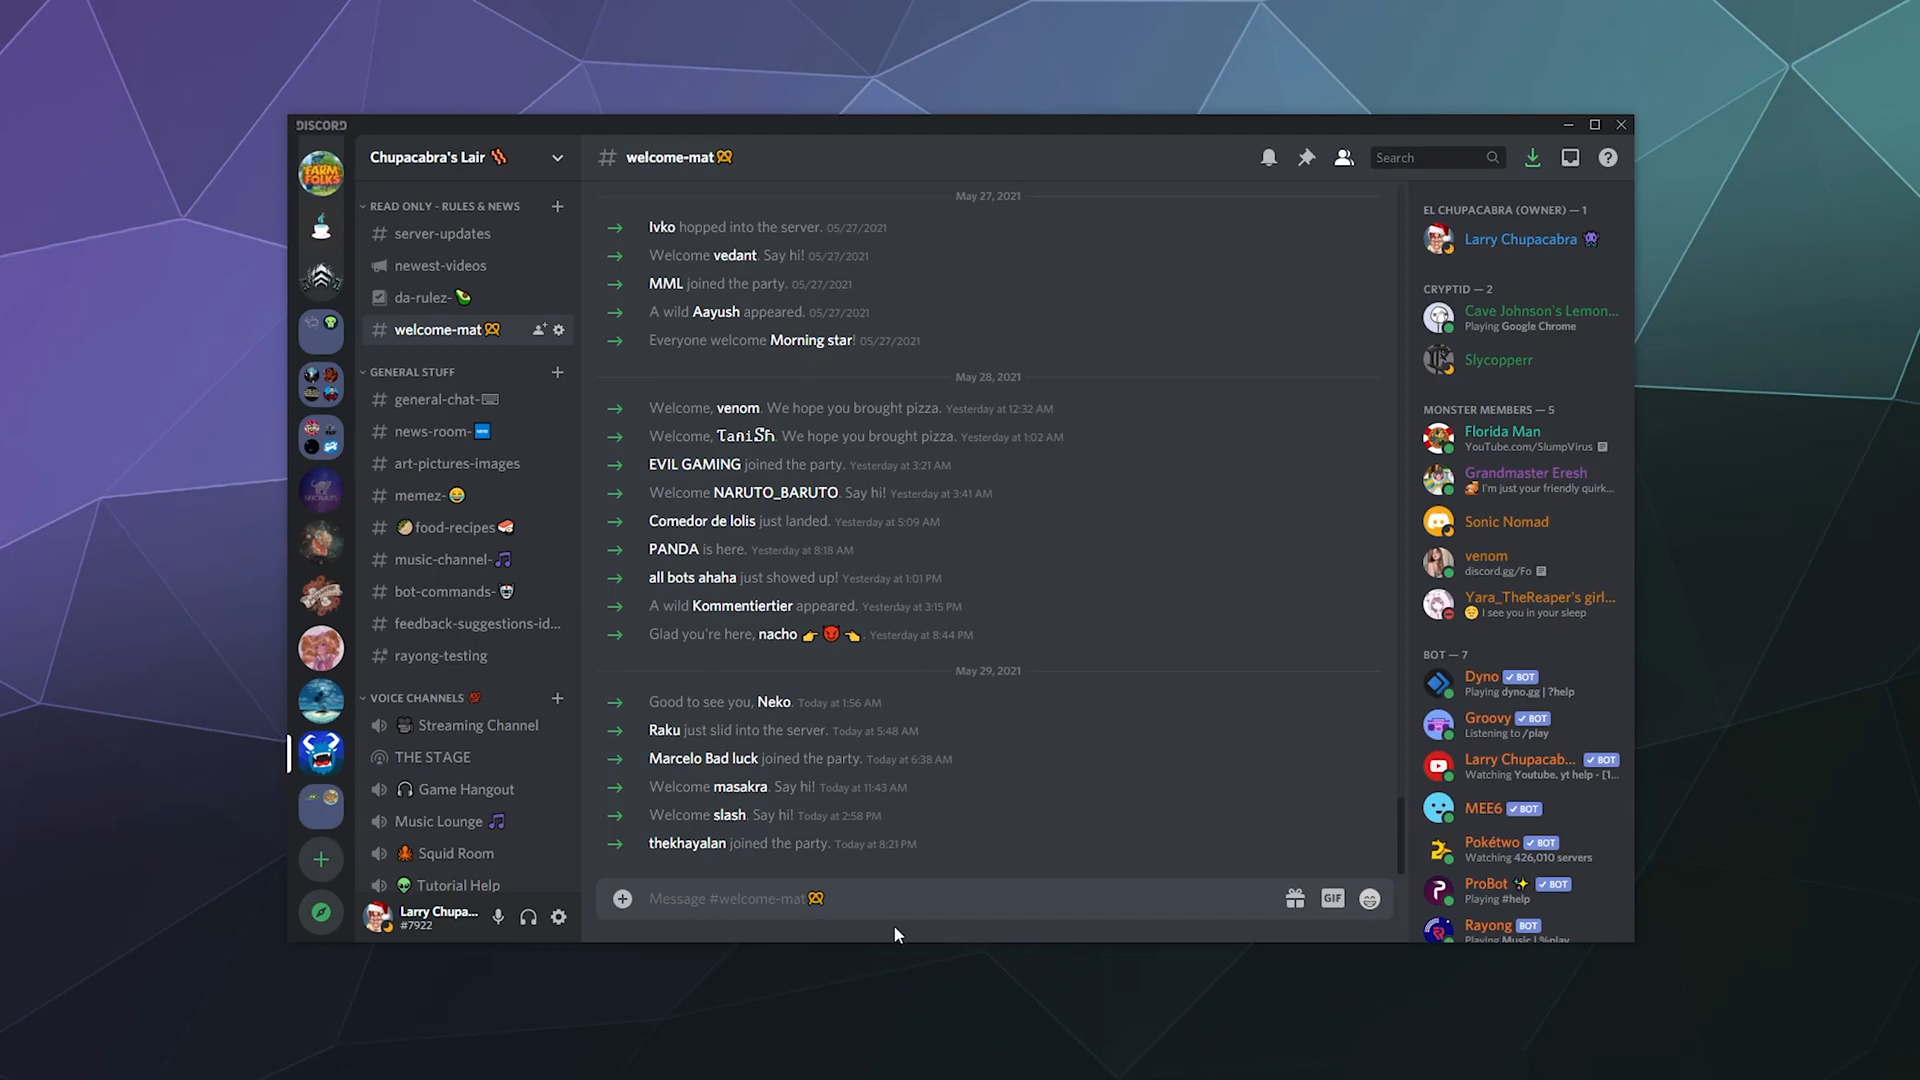 DISCORD
FARM FOLKS
Chupacabra's Lair
READ ONLY - RULES & NEWS
server-updates
newest-videos
da-rulez-🥑
welcome-mat🥨
GENERAL STUFF
general-chat-⌨
news-room-🆕
art-pictures-images
memez-😂
🥙food-recipes🍣
music-channel-🎵
bot-commands-
feedback-suggestions-id...
rayong-testing
VOICE CHANNELS 💯
🎥 Streaming Channel
THE STAGE
🎧 Game Hangout
Music Lounge 🎵
🐙 Squid Room
👽 Tutorial Help
Larry Chupa...
#7922
# welcome-mat🥨
Search
May 27, 2021
Ivko hopped into the server. 05/27/2021
Welcome vedant. Say hi! 05/27/2021
MML joined the party. 05/27/2021
A wild Aayush appeared. 05/27/2021
Everyone welcome Morning star! 05/27/2021
May 28, 2021
Welcome, venom. We hope you brought pizza. Yesterday at 12:32 AM
Welcome, TaniSh. We hope you brought pizza. Yesterday at 1:02 AM
EVIL GAMING joined the party. Yesterday at 3:21 AM
Welcome NARUTO_BARUTO. Say hi! Yesterday at 3:41 AM
Comedor de lolis just landed. Yesterday at 5:09 AM
PANDA is here. Yesterday at 8:18 AM
all bots ahaha just showed up! Yesterday at 1:01 PM
A wild Kommentiertier appeared. Yesterday at 3:15 PM
Glad you're here, nacho 👉😈👈. Yesterday at 8:44 PM
May 29, 2021
Good to see you, Neko. Today at 1:56 AM
Raku just slid into the server. Today at 5:48 AM
Marcelo Bad luck joined the party. Today at 6:38 AM
Welcome masakra. Say hi! Today at 11:43 AM
Welcome slash. Say hi! Today at 2:58 PM
thekhayalan joined the party. Today at 8:21 PM
Message #welcome-mat🥨
GIF
EL CHUPACABRA (OWNER) — 1
Larry Chupacabra 👾
CRYPTID — 2
Cave Johnson's Lemon...
Playing Google Chrome
Slycopperr
MONSTER MEMBERS — 5
Florida Man
YouTube.com/SlumpVirus
Grandmaster Eresh
I'm just your friendly quirk...
Sonic Nomad
venom
discord.gg/Fo
Yara_TheReaper's girl...
I see you in your sleep
BOT — 7
Dyno ✓ BOT
Playing dyno.gg | ?help
Groovy ✓ BOT
Listening to /play
Larry Chupacab... ✓ BOT
Watching Youtube. yt help - [1...
MEE6 ✓ BOT
Pokétwo ✓ BOT
Watching 426,010 servers
ProBot ✨ ✓ BOT
Playing #help
Rayong BOT
Playing Music | %play